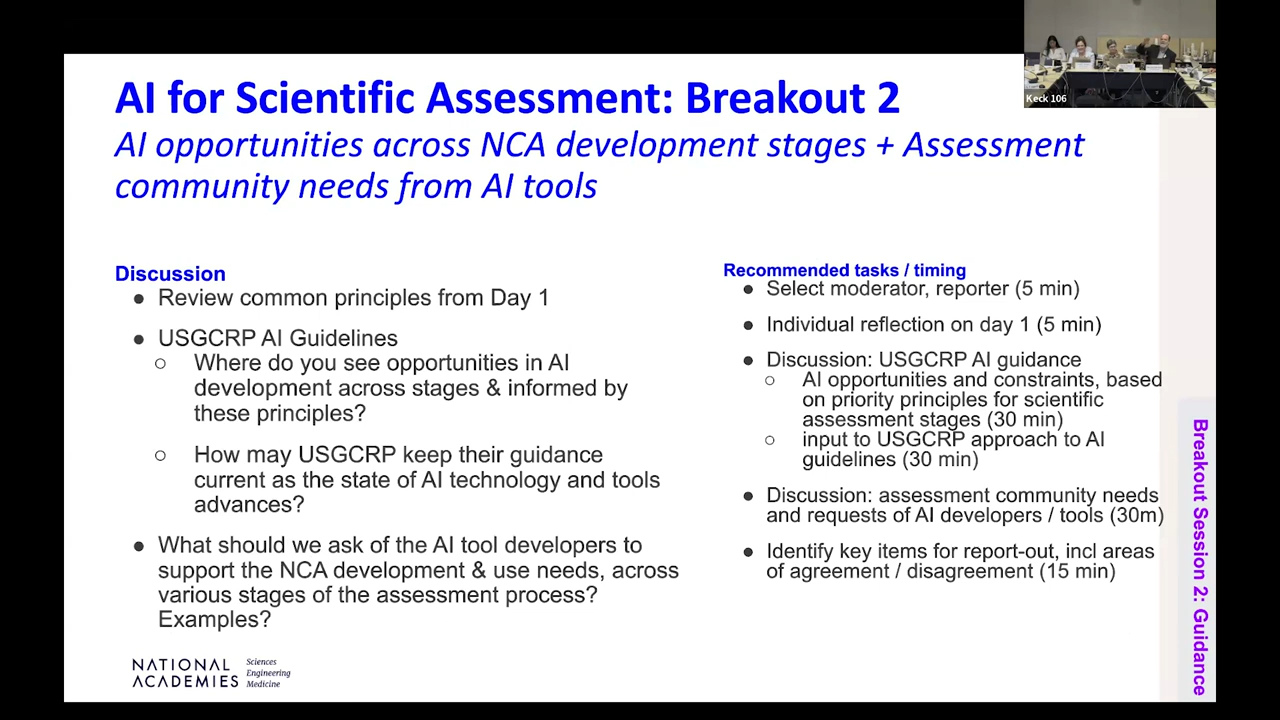 AI for Scientific Assessment: Breakout 2
AI opportunities across NCA development stages + Assessment
community needs from AI tools
Keck 106
Discussion
● Review common principles from Day 1
● USGCRP AI Guidelines
○ Where do you see opportunities in AI
development across stages & informed by
these principles?
○ How may USGCRP keep their guidance
current as the state of AI technology and tools
advances?
● What should we ask of the AI tool developers to
support the NCA development & use needs, across
various stages of the assessment process?
Examples?
Recommended tasks / timing
● Select moderator, reporter (5 min)
● Individual reflection on day 1 (5 min)
● Discussion: USGCRP AI guidance
○ AI opportunities and constraints, based
on priority principles for scientific
assessment stages (30 min)
○ input to USGCRP approach to AI
guidelines (30 min)
● Discussion: assessment community needs
and requests of AI developers / tools (30m)
● Identify key items for report-out, incl areas
of agreement / disagreement (15 min)
Breakout Session 2: Guidance
NATIONAL
ACADEMIES
Sciences
Engineering
Medicine